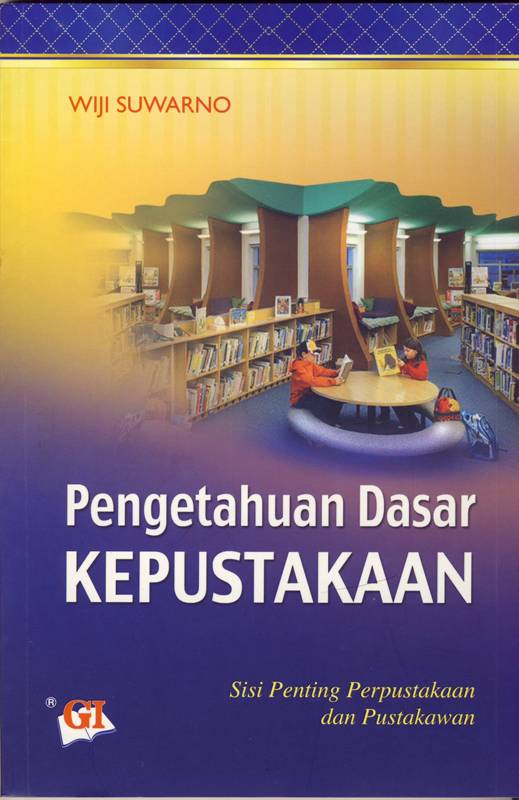 WIJI SUWARNO
Pengetahuan Dasar
KEPUSTAKAAN
Sisi Penting Perpustakaan
dan Pustakawan
® GI